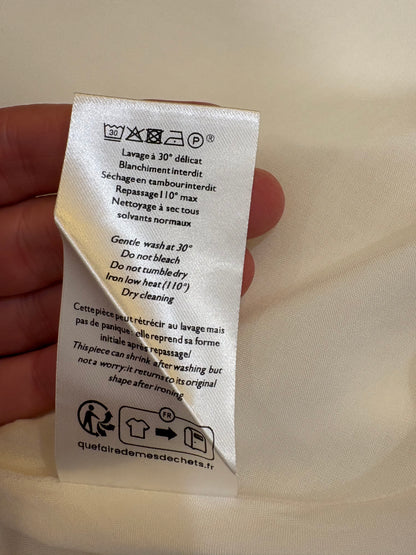 30 P ®
Lavage à 30° délicat
Blanchiment interdit
Séchage en tambour interdit
Repassage 110° max
Nettoyage à sec tous
solvants normaux
Gentle wash at 30°
Do not bleach
Do not tumble dry
Iron low heat (110°)
Dry cleaning
Cette pièce peut rétrécir au lavage mais
pas de panique: elle reprend sa forme
initiale après repassage!
This piece can shrink after washing but
not a worry: it returns to its original
shape after ironing
FR
quefairedemesdechets.fr